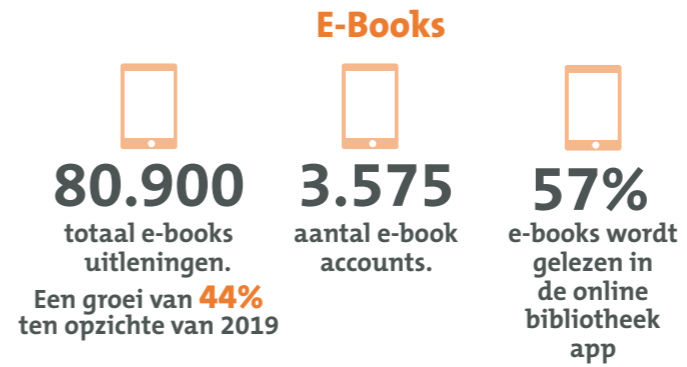 E-Books
80.900
totaal e-books
uitleningen.
Een groei van 44%
ten opzichte van 2019
3.575
aantal e-book
accounts.
57%
e-books wordt
gelezen in
de online
bibliotheek
app